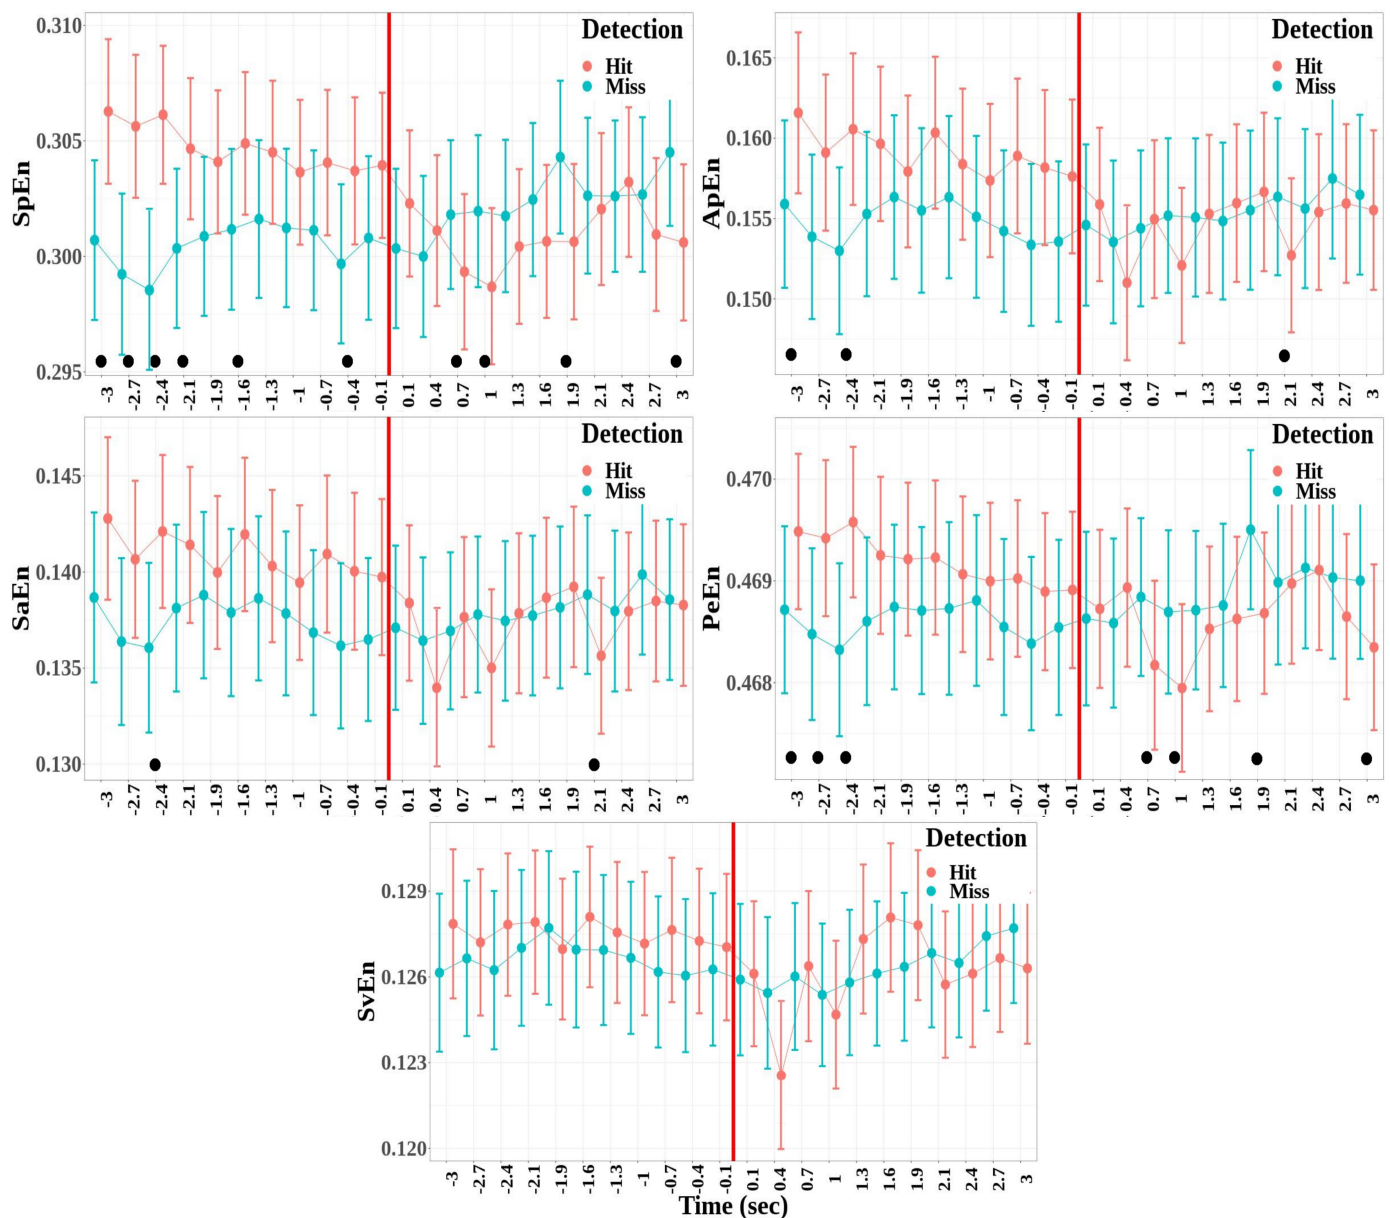 SpEn
0.310
0.305
0.300
0.295
Detection
Hit
Miss
-3 -2.7 -2.4 -2.1 -1.9 -1.6 -1.3 -1 -0.7 -0.4 -0.1 0.1 0.4 0.7 1 1.3 1.6 1.9 2.1 2.4 2.7 3
ApEn
0.165
0.160
0.155
0.150
Detection
Hit
Miss
-3 -2.7 -2.4 -2.1 -1.9 -1.6 -1.3 -1 -0.7 -0.4 -0.1 0.1 0.4 0.7 1 1.3 1.6 1.9 2.1 2.4 2.7 3
SaEn
0.145
0.140
0.135
0.130
Detection
Hit
Miss
-3 -2.7 -2.4 -2.1 -1.9 -1.6 -1.3 -1 -0.7 -0.4 -0.1 0.1 0.4 0.7 1 1.3 1.6 1.9 2.1 2.4 2.7 3
PeEn
0.470
0.469
0.468
Detection
Hit
Miss
-3 -2.7 -2.4 -2.1 -1.9 -1.6 -1.3 -1 -0.7 -0.4 -0.1 0.1 0.4 0.7 1 1.3 1.6 1.9 2.1 2.4 2.7 3
SvEn
0.129
0.126
0.123
0.120
Detection
Hit
Miss
-3 -2.7 -2.4 -2.1 -1.9 -1.6 -1.3 -1 -0.7 -0.4 -0.1 0.1 0.4 0.7 1 1.3 1.6 1.9 2.1 2.4 2.7 3
Time (sec)